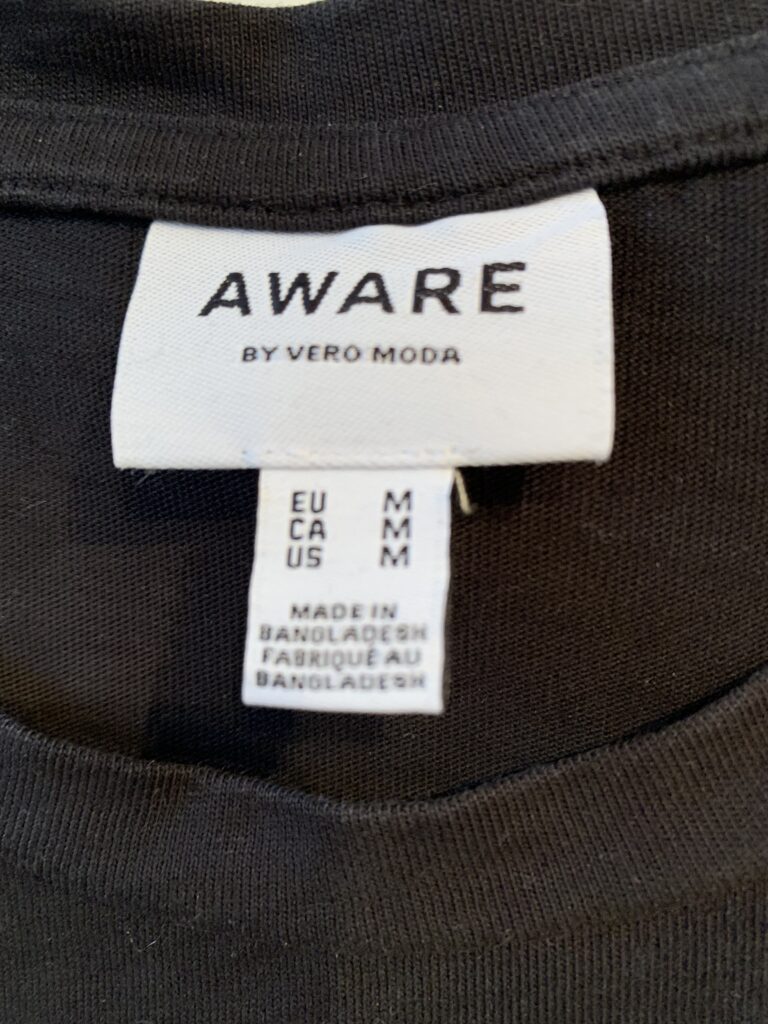 AWARE
BY VERO MODA
EU M
CA M
US M
MADE IN
BANGLADESH
FABRIQUÉ AU
BANGLADESH